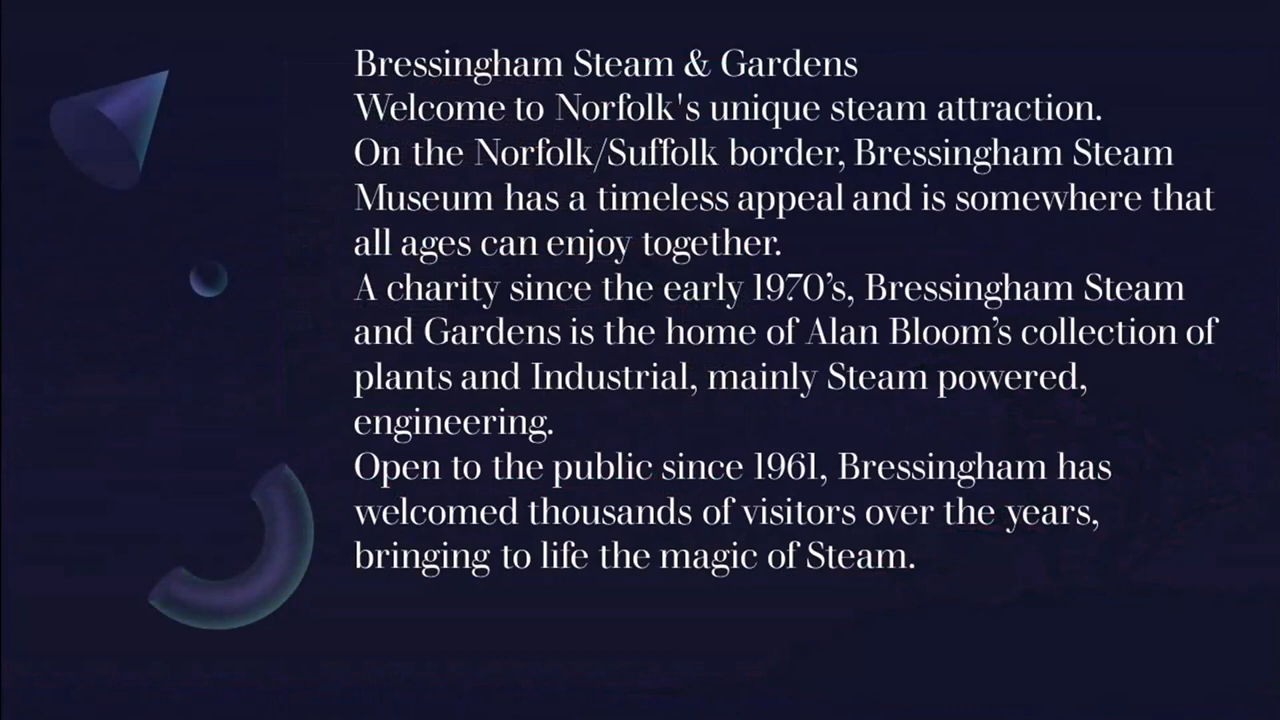 Bressingham Steam & Gardens
Welcome to Norfolk's unique steam attraction.
On the Norfolk/Suffolk border, Bressingham Steam
Museum has a timeless appeal and is somewhere that
all ages can enjoy together.
A charity since the early 1970’s, Bressingham Steam
and Gardens is the home of Alan Bloom’s collection of
plants and Industrial, mainly Steam powered,
engineering.
Open to the public since 1961, Bressingham has
welcomed thousands of visitors over the years,
bringing to life the magic of Steam.